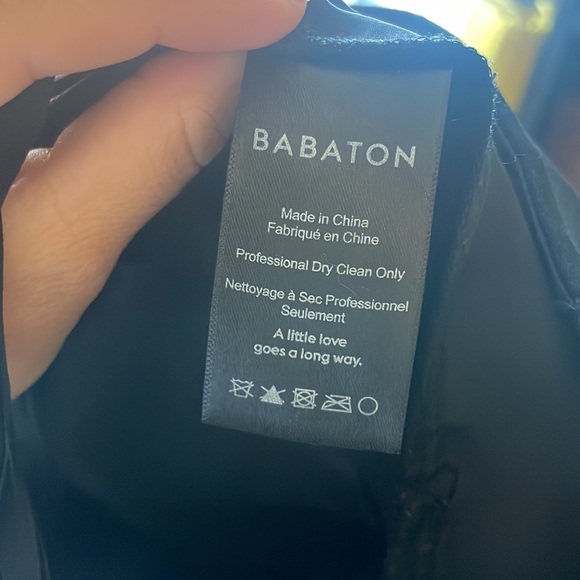 BABATON
Made in China
Fabriqué en Chine
Professional Dry Clean Only
Nettoyage à Sec Professionnel
Seulement
A little love
goes a long way.